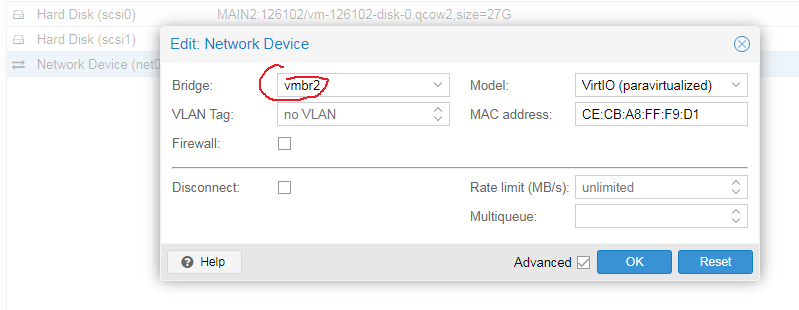 Hard Disk (scsi0) MAIN2:126102/vm-126102-disk-0.qcow2,size=27G
Hard Disk (scsi1)
Network Device (net0
Edit: Network Device
Bridge: vmbr2 Model: VirtIO (paravirtualized)
VLAN Tag: no VLAN MAC address: CE:CB:A8:FF:F9:D1
Firewall:
Disconnect: Rate limit (MB/s): unlimited
Multiqueue:
Help Advanced OK Reset